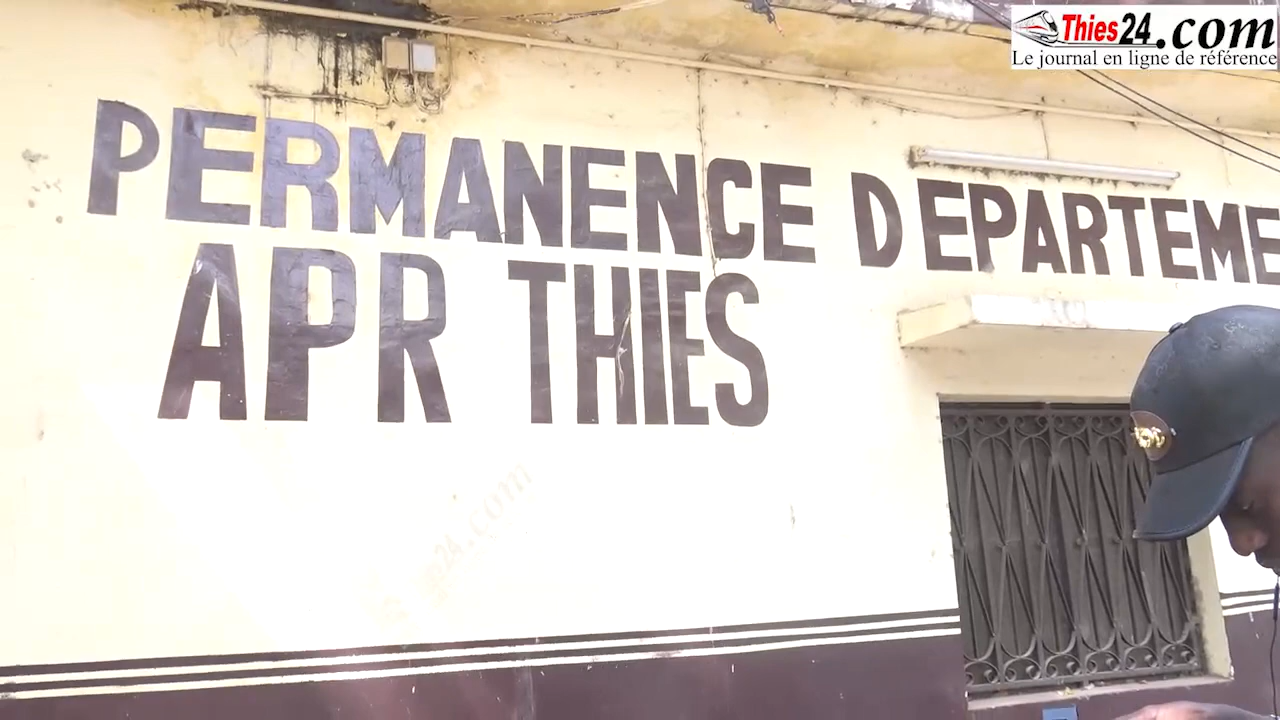 Thies24.com
Le journal en ligne de référence
PERMANENCE DEPARTEME
APR THIES